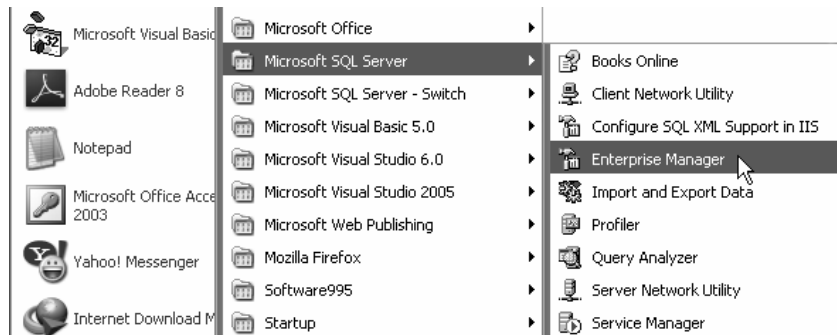 Microsoft Visual Basic
Adobe Reader 8
Notepad
Microsoft Office Acce
2003
Yahoo! Messenger
Internet Download M
Microsoft Office
Microsoft SQL Server
Microsoft SQL Server - Switch
Microsoft Visual Basic 5.0
Microsoft Visual Studio 6.0
Microsoft Visual Studio 2005
Microsoft Web Publishing
Mozilla Firefox
Software995
Startup
Books Online
Client Network Utility
Configure SQL XML Support in IIS
Enterprise Manager
Import and Export Data
Profiler
Query Analyzer
Server Network Utility
Service Manager